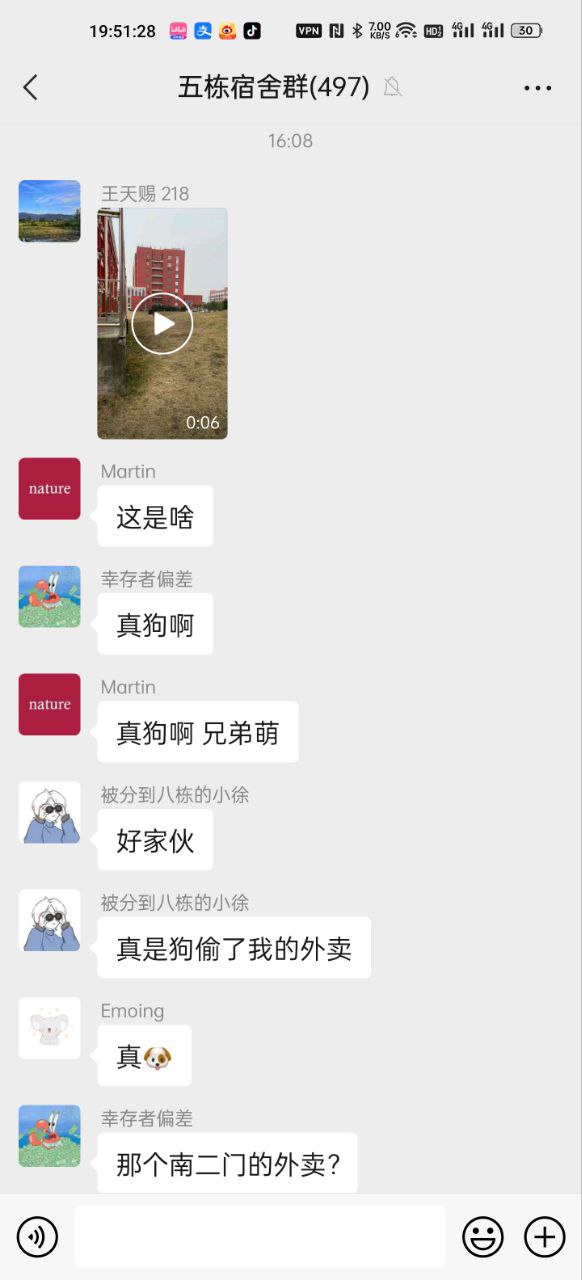 19:51:28 VPN 7.00 KB/S HD 4G 4G 30
五栋宿舍群(497)
16:08
王天赐 218
0:06
Martin
nature
这是啥
幸存者偏差
真狗啊
Martin
nature
真狗啊 兄弟萌
被分到八栋的小徐
好家伙
被分到八栋的小徐
真是狗偷了我的外卖
Emoing
真🐶
幸存者偏差
那个南二门的外卖？